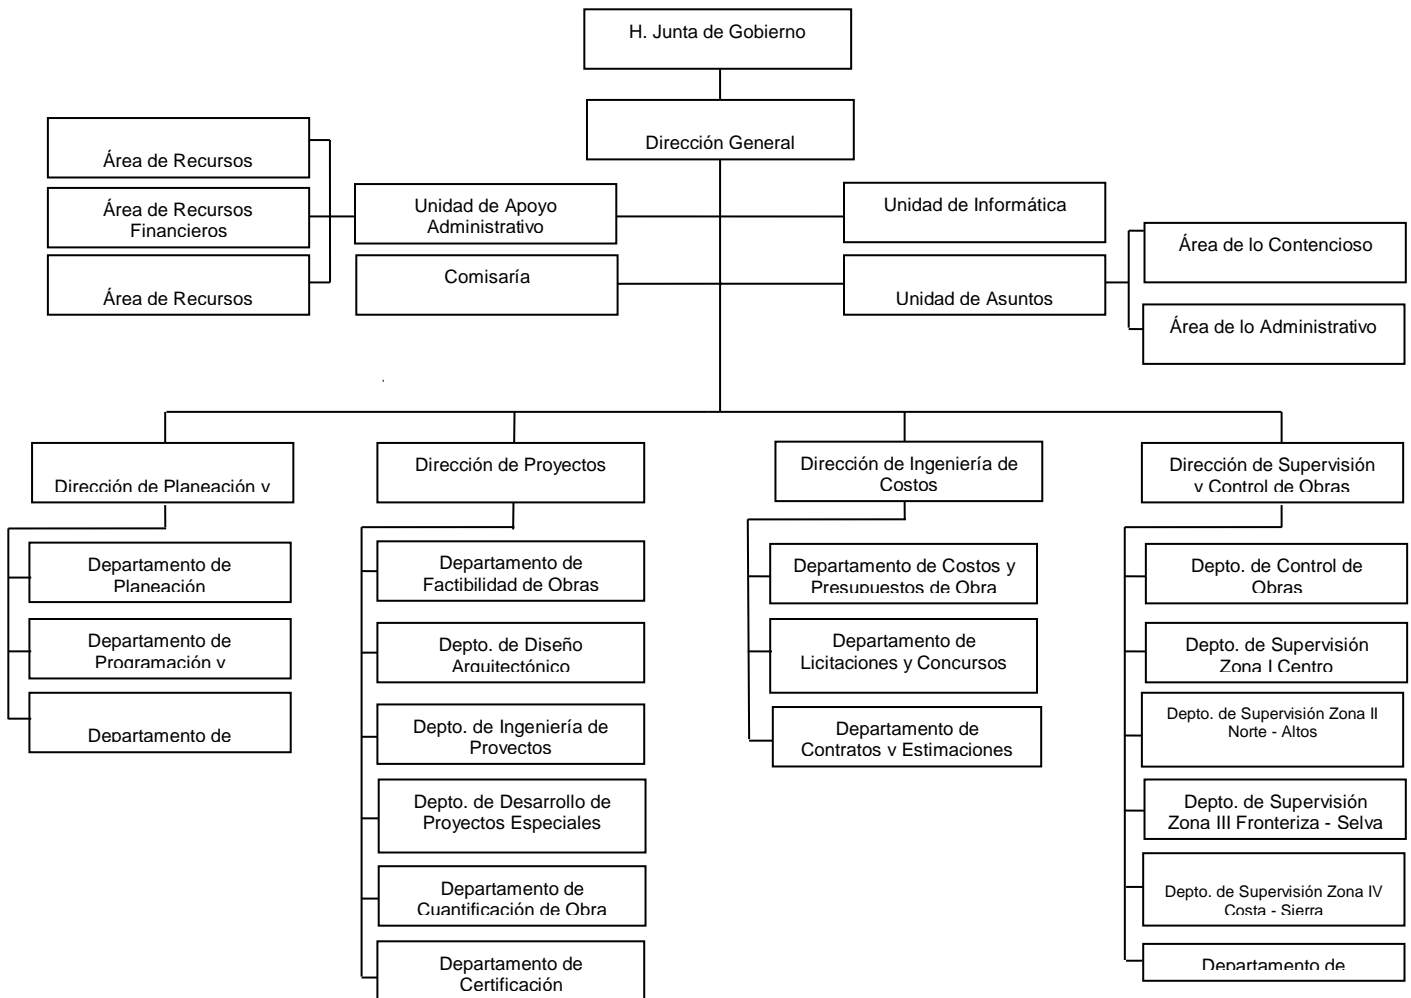 H. Junta de Gobierno
Dirección General
Área de Recursos
Área de Recursos
Financieros
Área de Recursos
Unidad de Apoyo
Administrativo
Comisaría
Unidad de Informática
Unidad de Asuntos
Área de lo Contencioso
Área de lo Administrativo
Dirección de Planeación y
Departamento de
Planeación
Departamento de
Programación y
Departamento de
Dirección de Proyectos
Departamento de
Factibilidad de Obras
Depto. de Diseño
Arquitectónico
Depto. de Ingeniería de
Proyectos
Depto. de Desarrollo de
Proyectos Especiales
Departamento de
Cuantificación de Obra
Departamento de
Certificación
Dirección de Ingeniería de
Costos
Departamento de Costos y
Presupuestos de Obra
Departamento de
Licitaciones y Concursos
Departamento de
Contratos y Estimaciones
Dirección de Supervisión
y Control de Obras
Depto. de Control de
Obras
Depto. de Supervisión
Zona I Centro
Depto. de Supervisión Zona II
Norte - Altos
Depto. de Supervisión
Zona III Fronteriza - Selva
Depto. de Supervisión Zona IV
Costa - Sierra
Departamento de